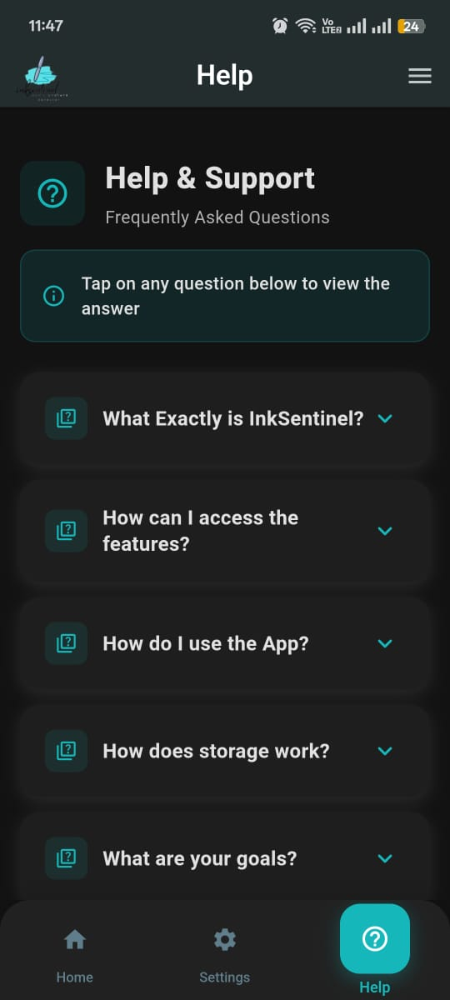 11:47
Vo
LTE2
24
Help
Help & Support
Frequently Asked Questions
Tap on any question below to view the
answer
What Exactly is InkSentinel?
How can I access the
features?
How do I use the App?
How does storage work?
What are your goals?
Home
Settings
Help